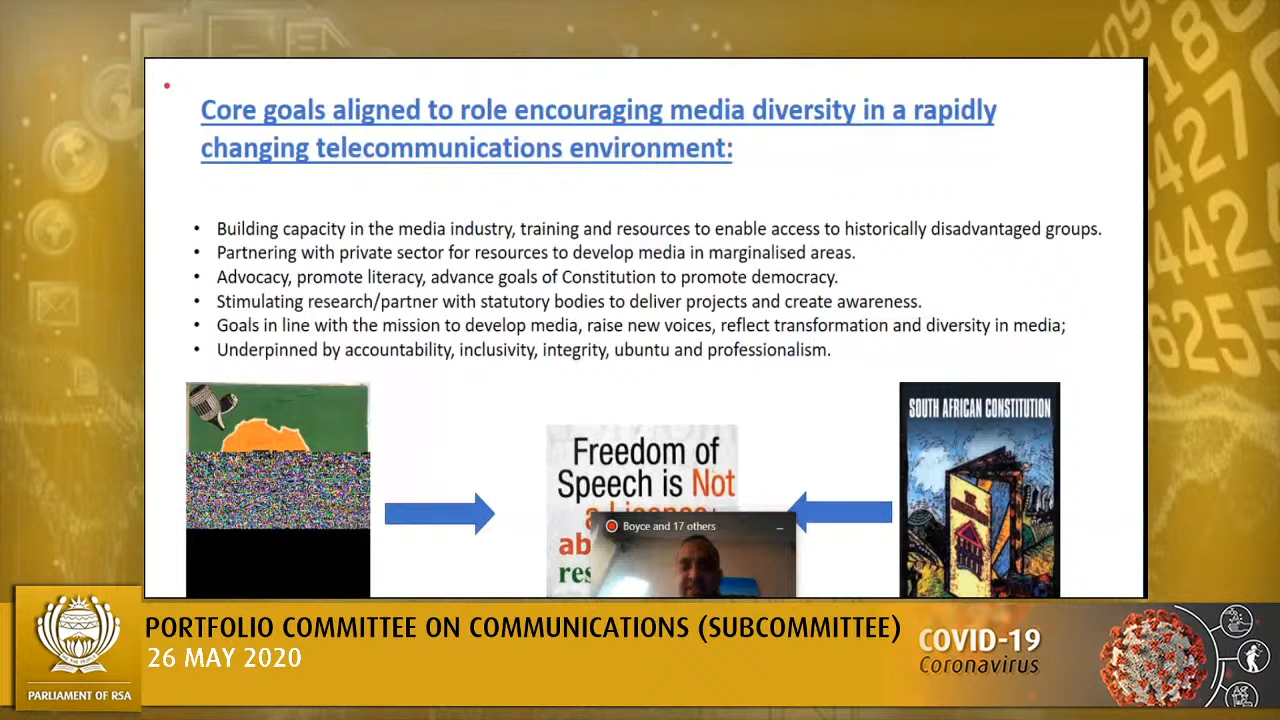 Core goals aligned to role encouraging media diversity in a rapidly
changing telecommunications environment:
• Building capacity in the media industry, training and resources to enable access to historically disadvantaged groups.
• Partnering with private sector for resources to develop media in marginalised areas.
• Advocacy, promote literacy, advance goals of Constitution to promote democracy.
• Stimulating research/partner with statutory bodies to deliver projects and create awareness.
• Goals in line with the mission to develop media, raise new voices, reflect transformation and diversity in media;
• Underpinned by accountability, inclusivity, integrity, ubuntu and professionalism.
SOUTH AFRICAN CONSTITUTION
Freedom of
Speech is Not
ab
res
Boyce and 17 others
PORTFOLIO COMMITTEE ON COMMUNICATIONS (SUBCOMMITTEE)
26 MAY 2020
COVID-19
Coronavirus
PARLIAMENT OF RSA